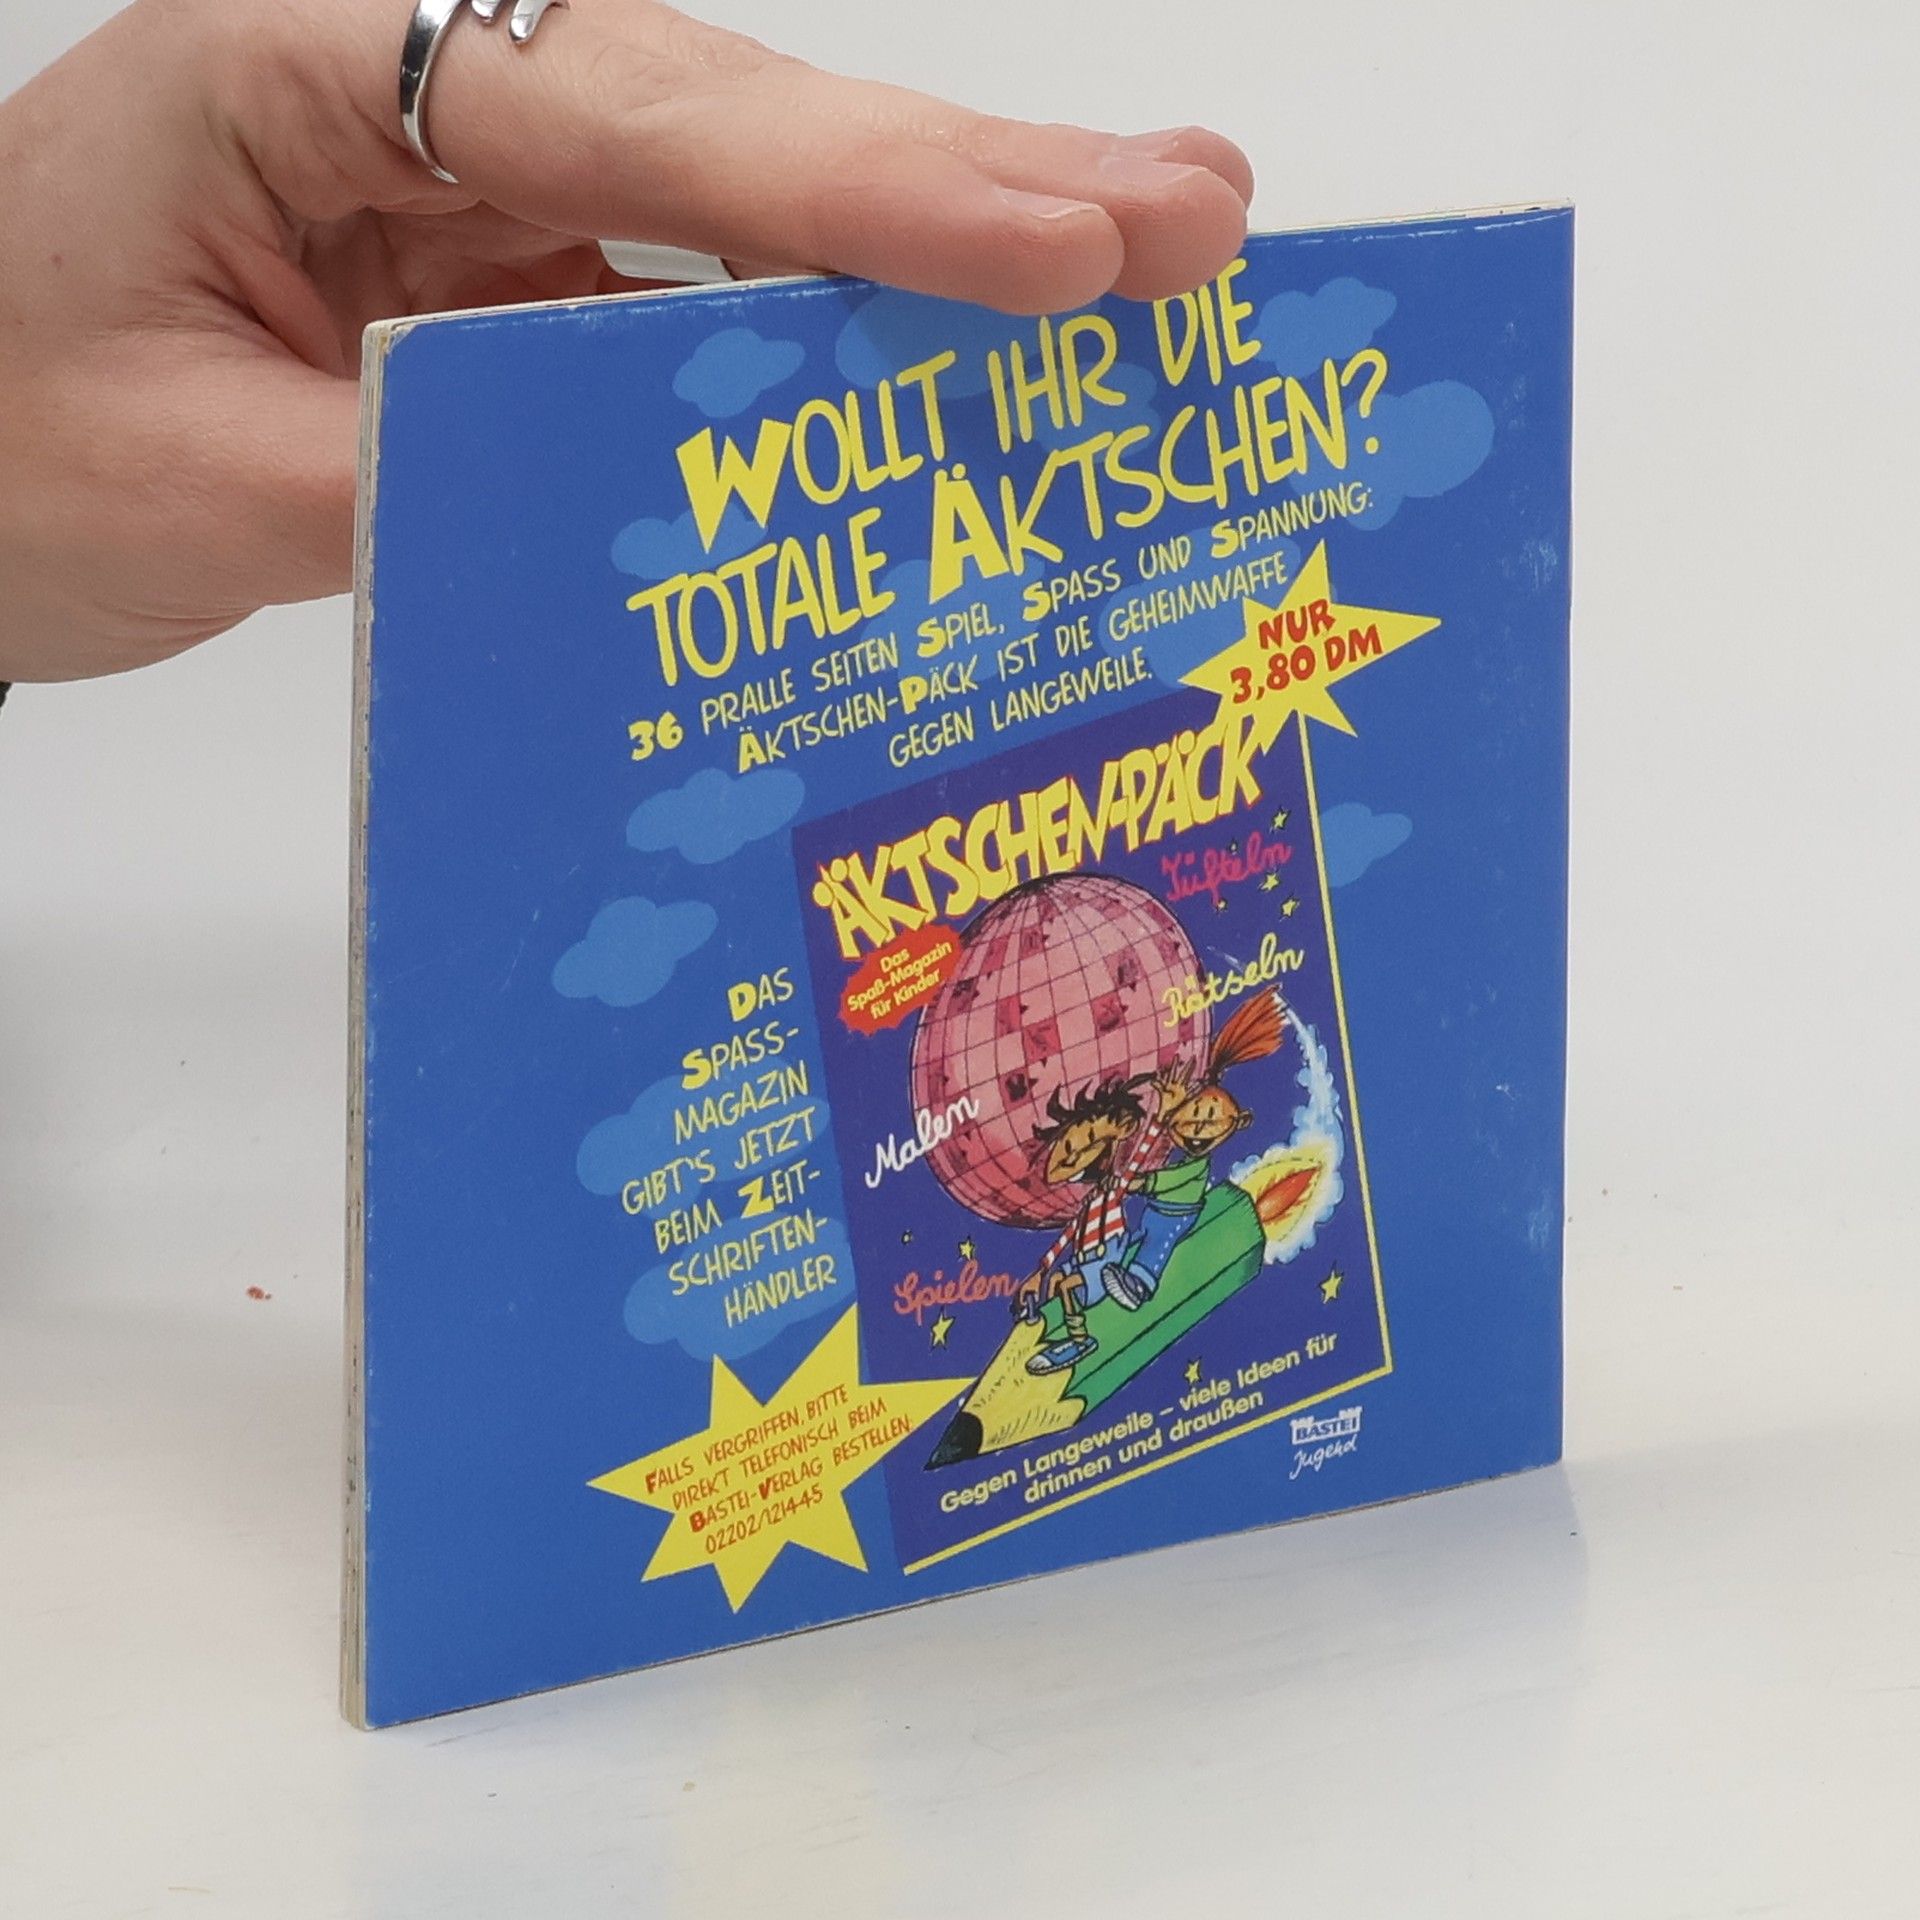 WOLLT IHR DIE
TOTALE ÄKTSCHEN?
36 PRALLE SEITEN SPIEL, SPASS UND SPANNUNG:
ÄKTSCHEN-PÄCK IST DIE GEHEIMWAFFE
GEGEN LANGEWEILE.
NUR
3,80 DM
ÄKTSCHEN-PÄCK
Das
Spaß-Magazin
für Kinder
Tüfteln
Rätseln
Malen
Spielen
Gegen Langeweile – viele Ideen für
drinnen und draußen
DAS
SPASS-
MAGAZIN
GIBT'S JETZT
BEIM ZEIT-
SCHRIFTEN-
HÄNDLER
FALLS VERGRIFFEN, BITTE
DIREKT TELEFONISCH BEIM
BASTEI-VERLAG BESTELLEN:
02202/121445
BASTEI
Jugend